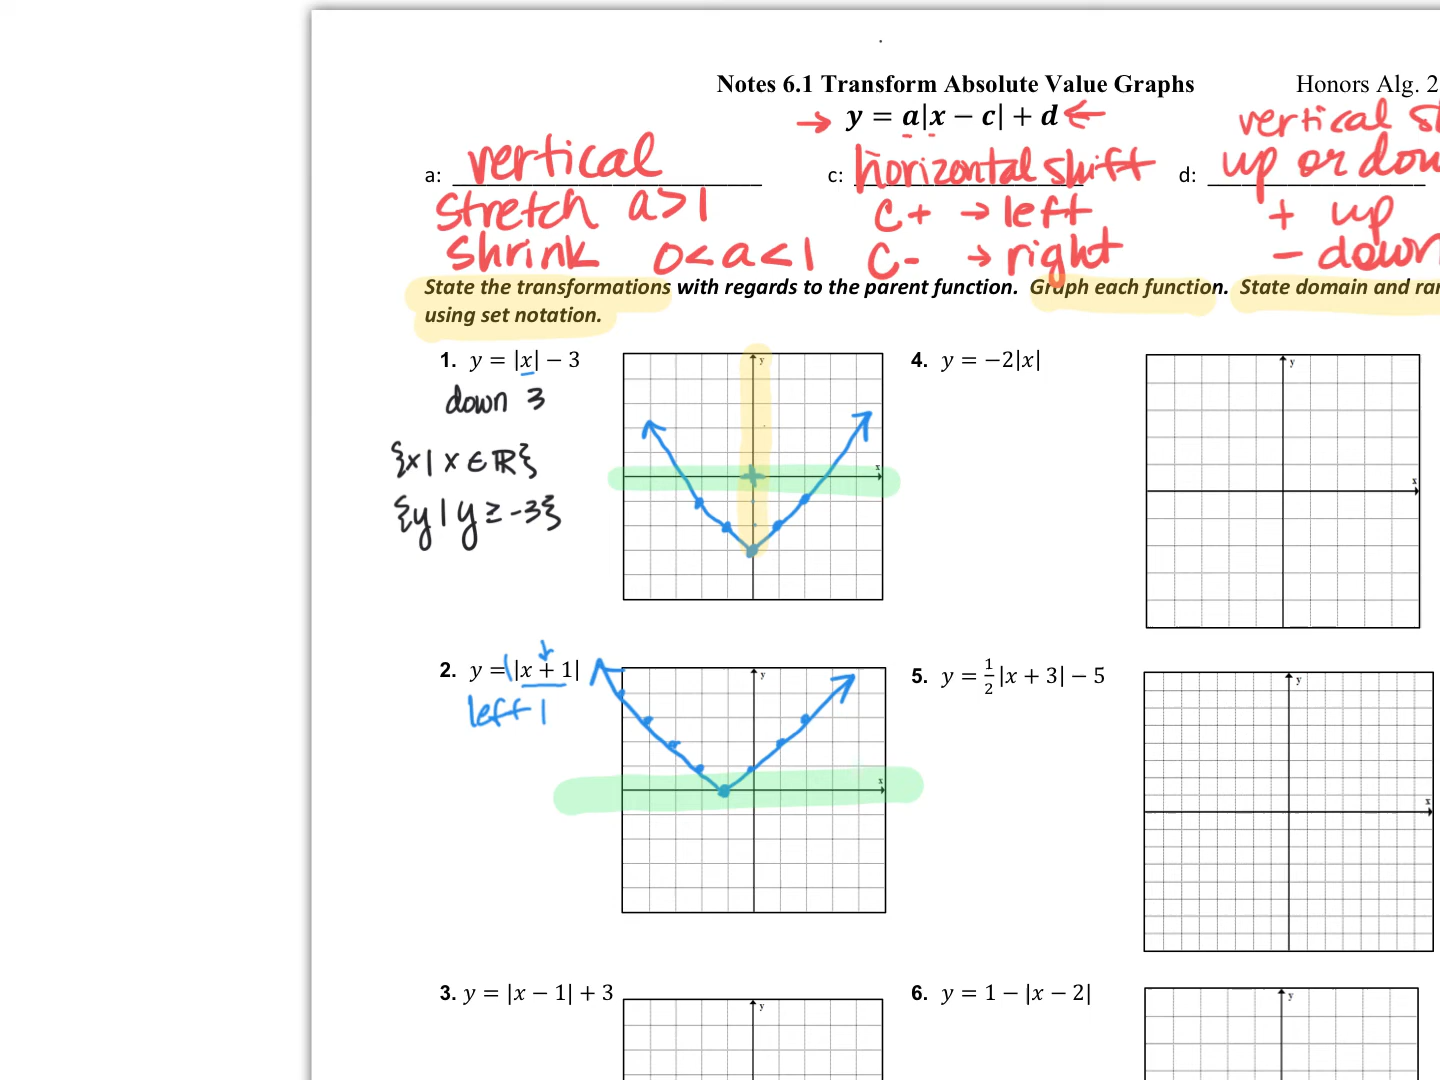 Notes 6.1 Transform Absolute Value Graphs
Honors Alg. 2
→ y = a|x − c| + d ←
a: vertical
stretch a>1
shrink 0<a<1
c: horizontal shift
c+ → left
c- → right
d: vertical
up or
+ up
- down
State the transformations with regards to the parent function. Graph each function. State domain and
using set notation.
1. y = |x| − 3
down 3
{x| x ∈ ℝ}
{y| y ≥ -3}
y
x
4. y = −2|x|
y
x
2. y = |x + 1|
left 1
y
x
5. y = 1/2|x + 3| − 5
y
x
3. y = |x − 1| + 3
y
6. y = 1 − |x − 2|
y